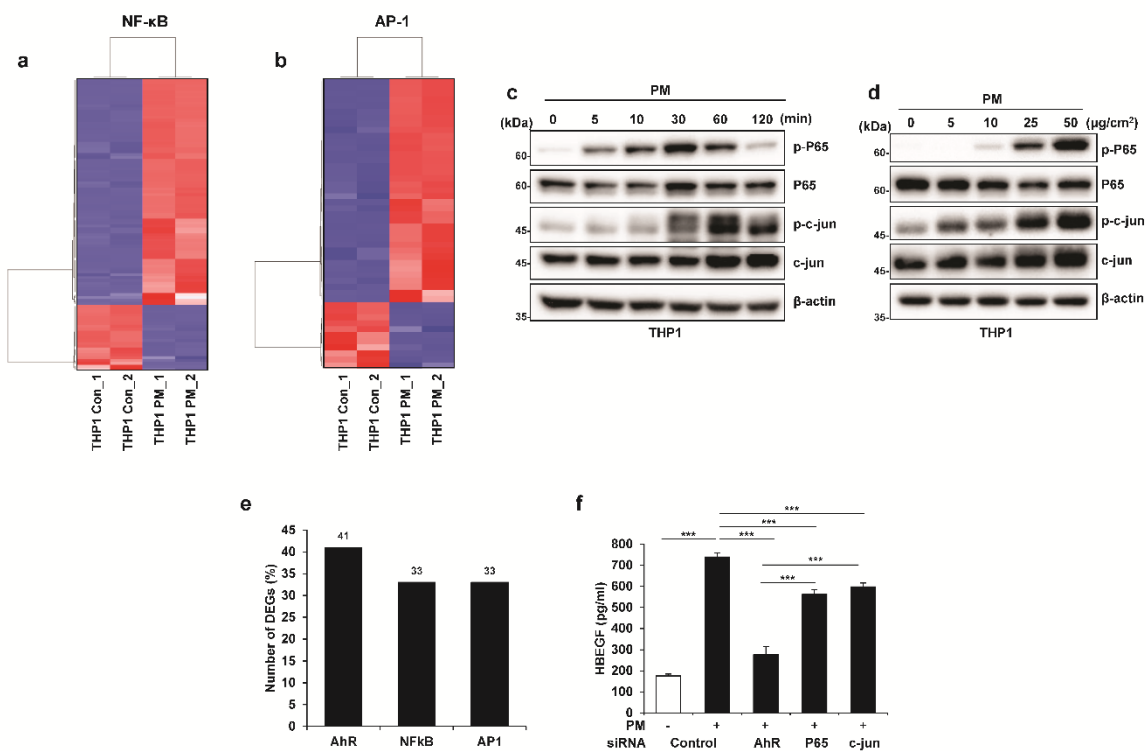 NF-κB
AP-1
a
b
THP1 Con_1
THP1 Con_2
THP1 PM_1
THP1 PM_2
THP1 Con_1
THP1 Con_2
THP1 PM_1
THP1 PM_2
c
PM
0 5 10 30 60 120 (min)
(kDa)
60- p-P65
60- P65
45- p-c-jun
45- c-jun
35- β-actin
THP1
d
PM
0 5 10 25 50 (μg/cm²)
(kDa)
60- p-P65
60- P65
45- p-c-jun
45- c-jun
35- β-actin
THP1
e
Number of DEGs (%)
45
40
35
30
25
20
15
10
5
0
41
33
33
AhR NFkB AP1
f
HBEGF (pg/ml)
800
700
600
500
400
300
200
100
0
***
***
*** ***
***
***
PM - + + + +
siRNA Control AhR P65 c-jun